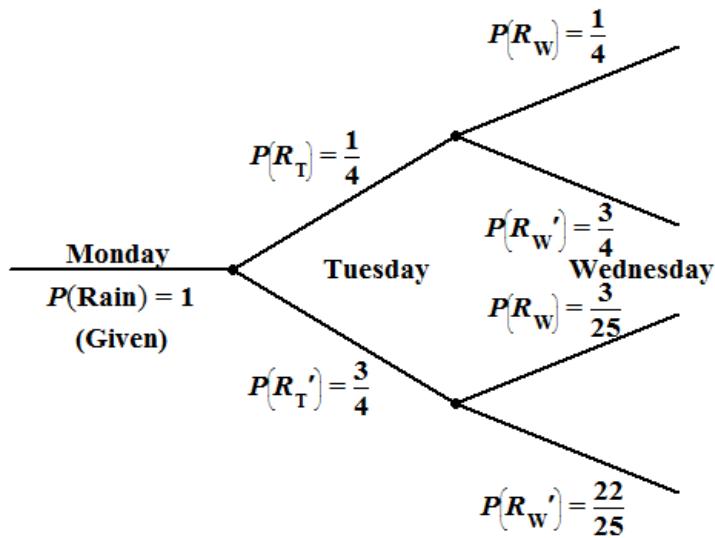 P(R_W) = 1/4
P(R_T) = 1/4
P(R_W′) = 3/4
Monday
Tuesday
Wednesday
P(Rain) = 1
P(R_W) = 3/25
(Given)
P(R_T′) = 3/4
P(R_W′) = 22/25